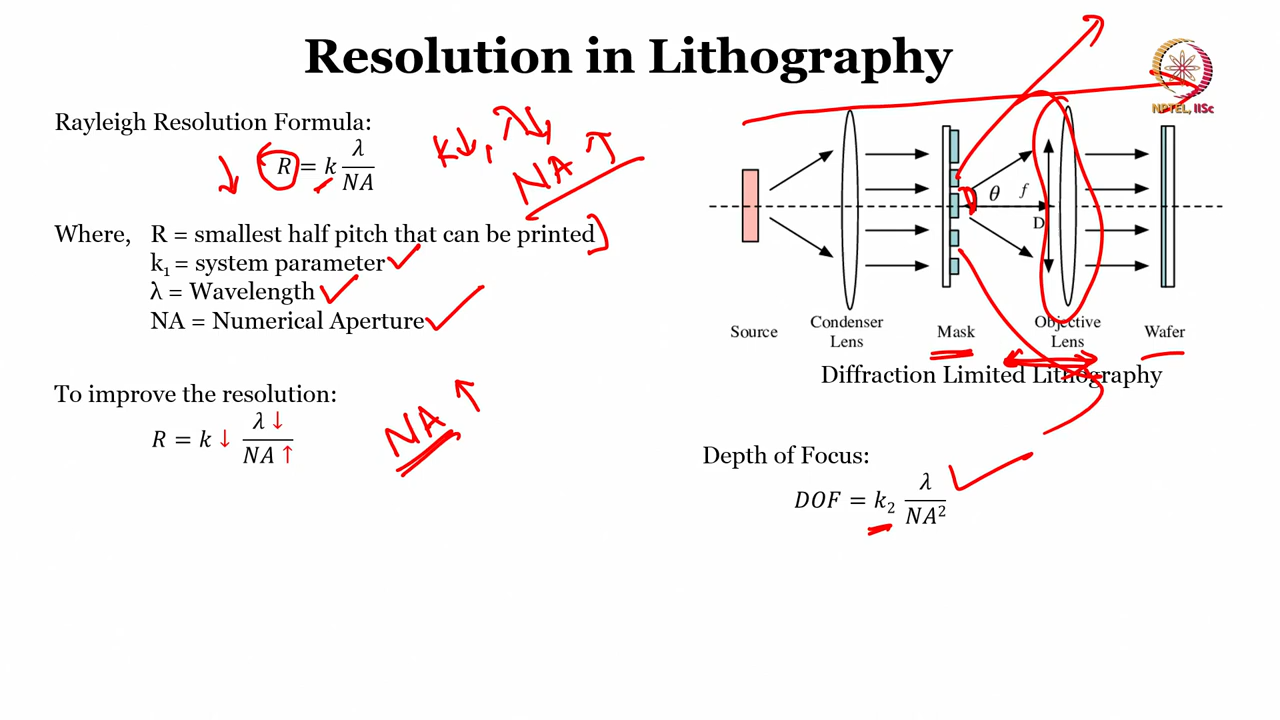 Resolution in Lithography
NPTEL, IISc
Rayleigh Resolution Formula:
R = k λ/NA
k↓, λ↓
NA ↑
Where, R = smallest half pitch that can be printed
k₁ = system parameter
λ = Wavelength
NA = Numerical Aperture
To improve the resolution:
R = k ↓ λ ↓/NA ↑
NA ↑
θ f
D
Source
Condenser Lens
Mask
Objective Lens
Wafer
Diffraction Limited Lithography
Depth of Focus:
DOF = k₂ λ/NA²